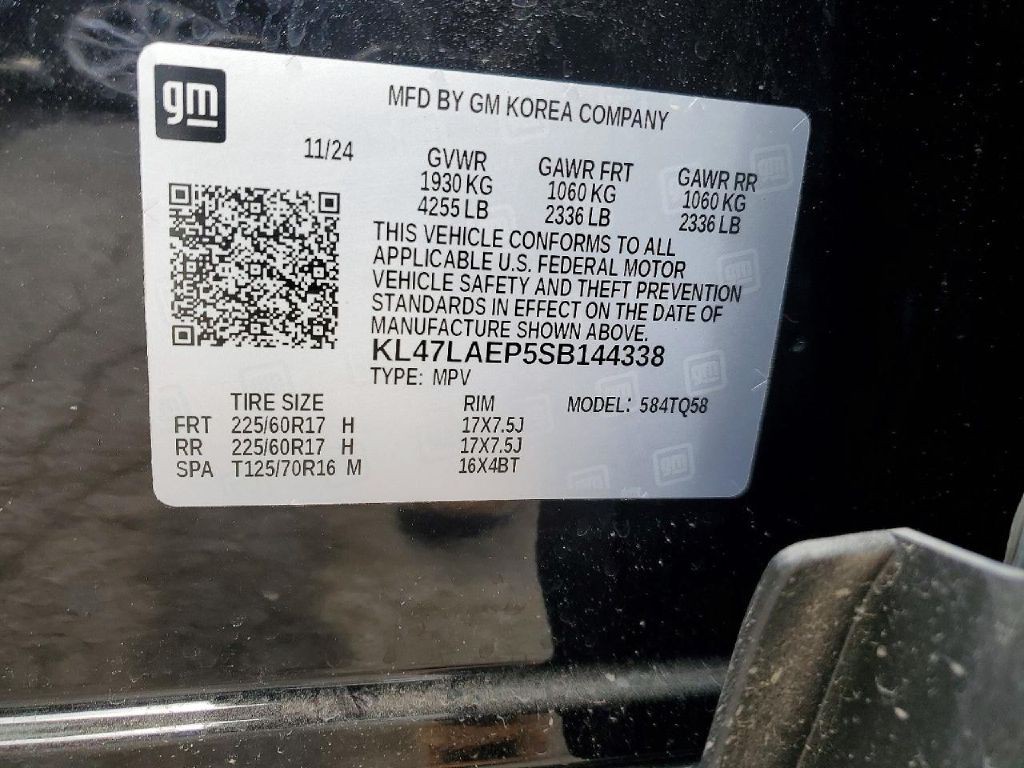 gm
MFD BY GM KOREA COMPANY
11/24
GVWR GAWR FRT GAWR RR
1930 KG 1060 KG 1060 KG
4255 LB 2336 LB 2336 LB
THIS VEHICLE CONFORMS TO ALL
APPLICABLE U.S. FEDERAL MOTOR
VEHICLE SAFETY AND THEFT PREVENTION
STANDARDS IN EFFECT ON THE DATE OF
MANUFACTURE SHOWN ABOVE.
KL47LAEP5SB144338
TYPE: MPV
TIRE SIZE RIM MODEL: 584TQ58
FRT 225/60R17 H 17X7.5J
RR 225/60R17 H 17X7.5J
SPA T125/70R16 M 16X4BT